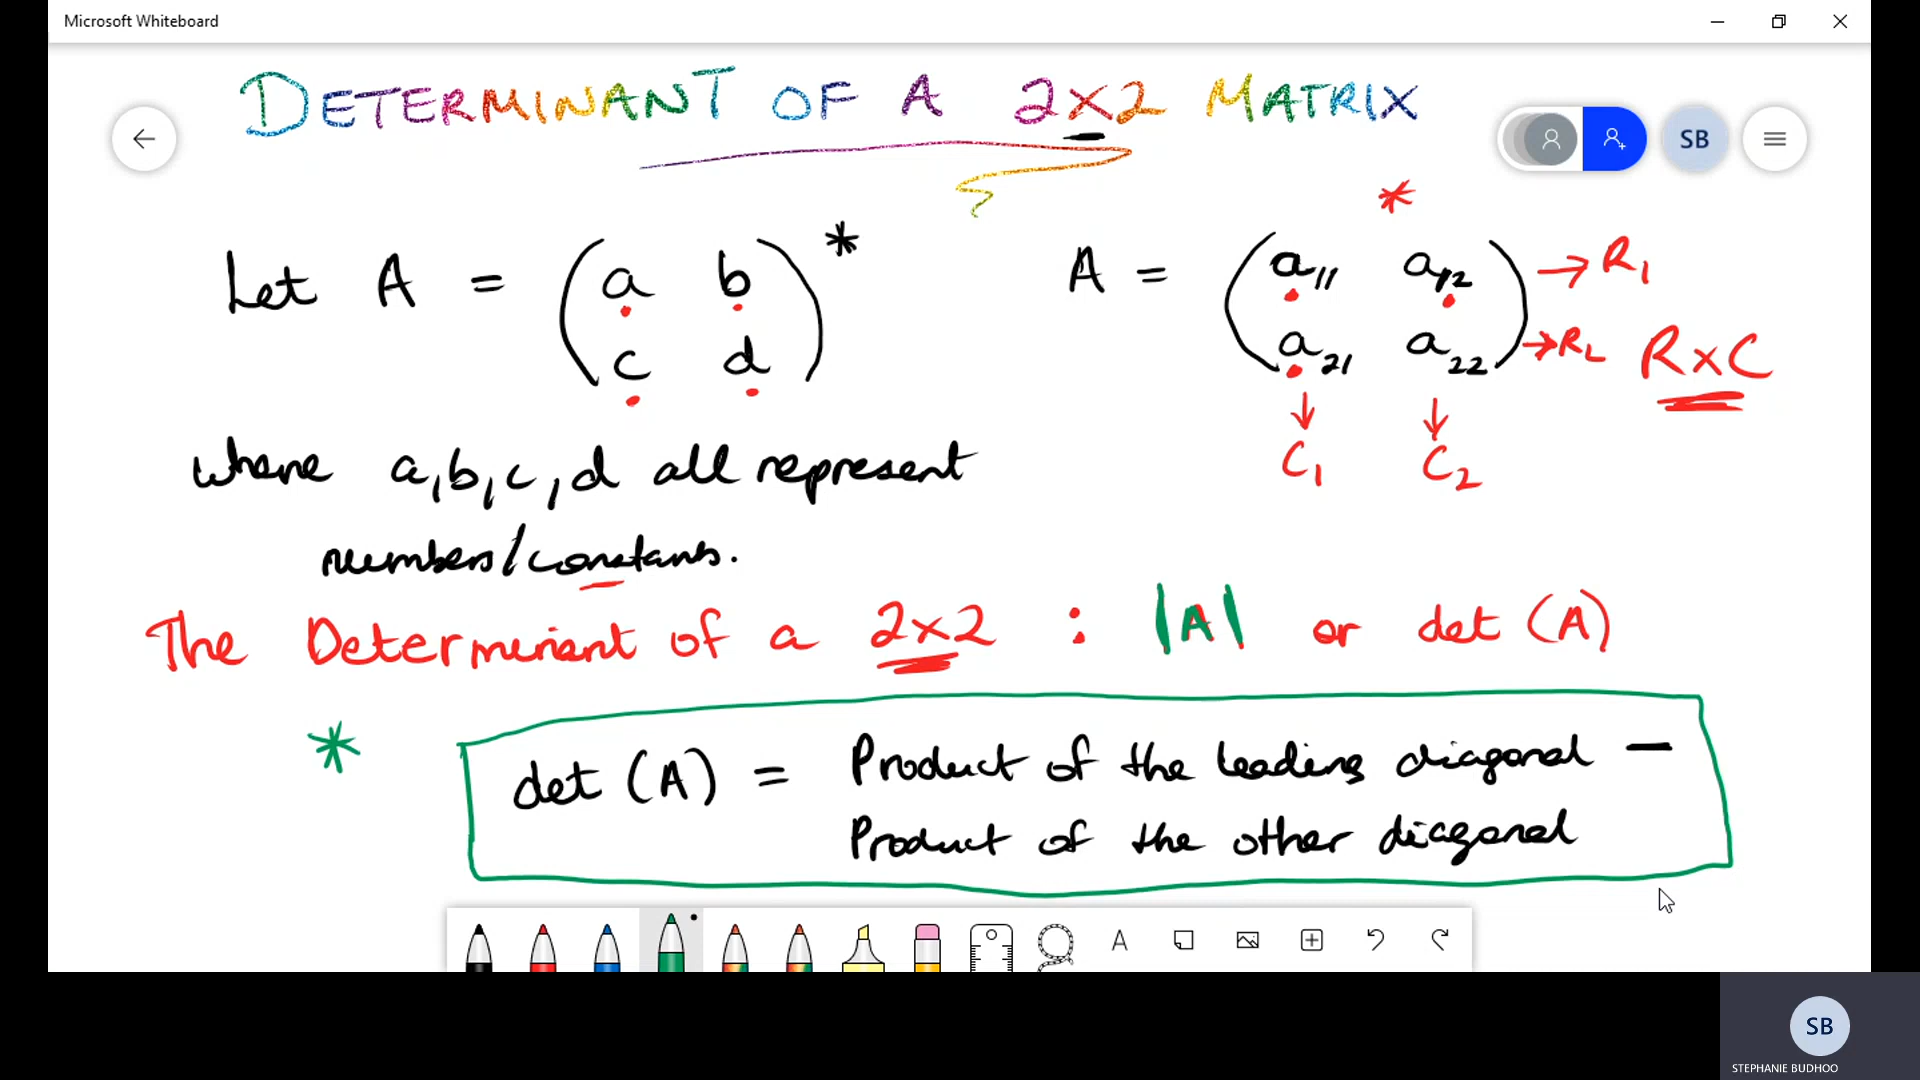 Microsoft Whiteboard
DETERMINANT OF A 2x2 MATRIX
SB
*
Let A = ( a b ) *
c d
A = ( a11 a12 ) → R1
a21 a22 → R2 RxC
↓ ↓
C1 C2
where a, b, c, d all represent
numbers/constants.
The Determinant of a 2x2 : |A| or det (A)
* det (A) = Product of the leading diagonal −
Product of the other diagonal
SB
STEPHANIE BUDHOO